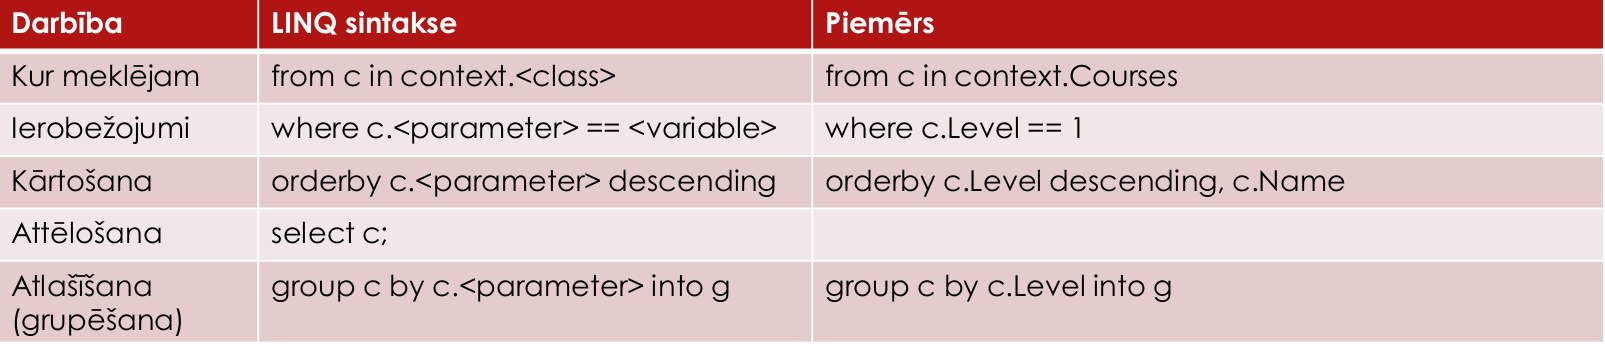 Darbība LINQ sintakse Piemērs
Kur meklējam from c in context.<class> from c in context.Courses
Ierobežojumi where c.<parameter> == <variable> where c.Level == 1
Kārtošana orderby c.<parameter> descending orderby c.Level descending, c.Name
Attēlošana select c;
Atlašīšana group c by c.<parameter> into g group c by c.Level into g
(grupēšana)